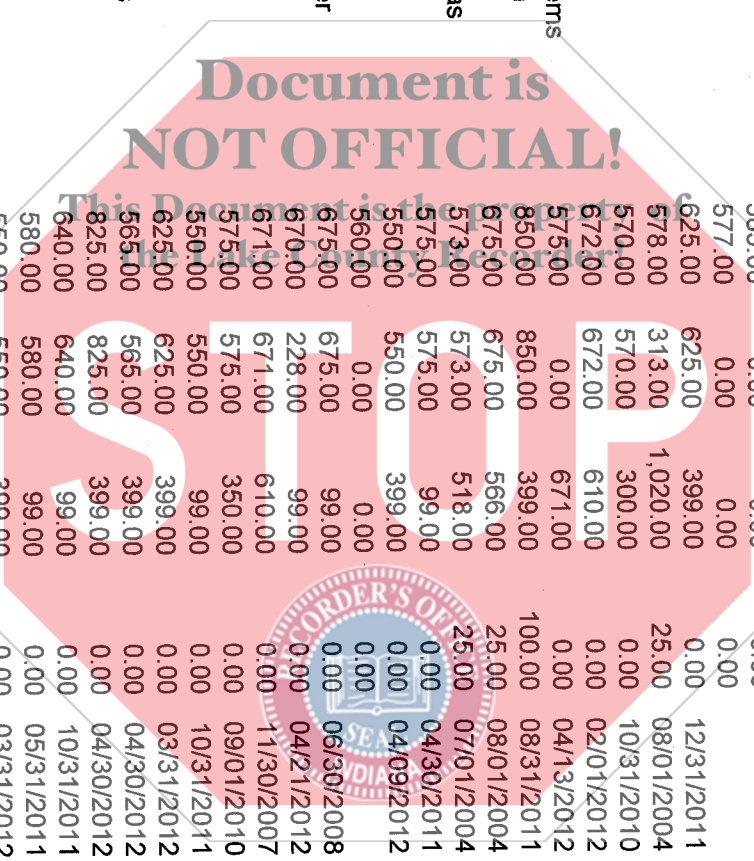 Document is
NOT OFFICIAL!
This Document is the property of
the Lake County Recorder!
STOP
RECORDER'S OF
SEAL
INDIANA
577.00 0.00 0.00 0.00
625.00 625.00 399.00 0.00 12/31/2011
578.00 313.00 1,020.00 25.00 08/01/2004
570.00 570.00 300.00 0.00 10/31/2010
672.00 672.00 610.00 0.00 02/01/2012
ems 575.00 0.00 671.00 0.00 04/13/2012
850.00 850.00 399.00 100.00 08/31/2011
675.00 675.00 566.00 25.00 08/01/2004
as 573.00 573.00 518.00 25.00 07/01/2004
575.00 575.00 99.00 0.00 04/30/2011
550.00 550.00 399.00 0.00 04/09/2012
560.00 0.00 0.00 0.00
er 675.00 675.00 99.00 0.00 06/30/2008
670.00 228.00 99.00 0.00 04/21/2012
671.00 671.00 610.00 0.00 11/30/2007
575.00 575.00 350.00 0.00 09/01/2010
550.00 550.00 99.00 0.00 10/31/2011
625.00 625.00 399.00 0.00 03/31/2012
565.00 565.00 399.00 0.00 04/30/2012
825.00 825.00 399.00 0.00 04/30/2012
640.00 640.00 99.00 0.00 10/31/2011
580.00 580.00 99.00 0.00 05/31/2011
0.00 03/31/2012